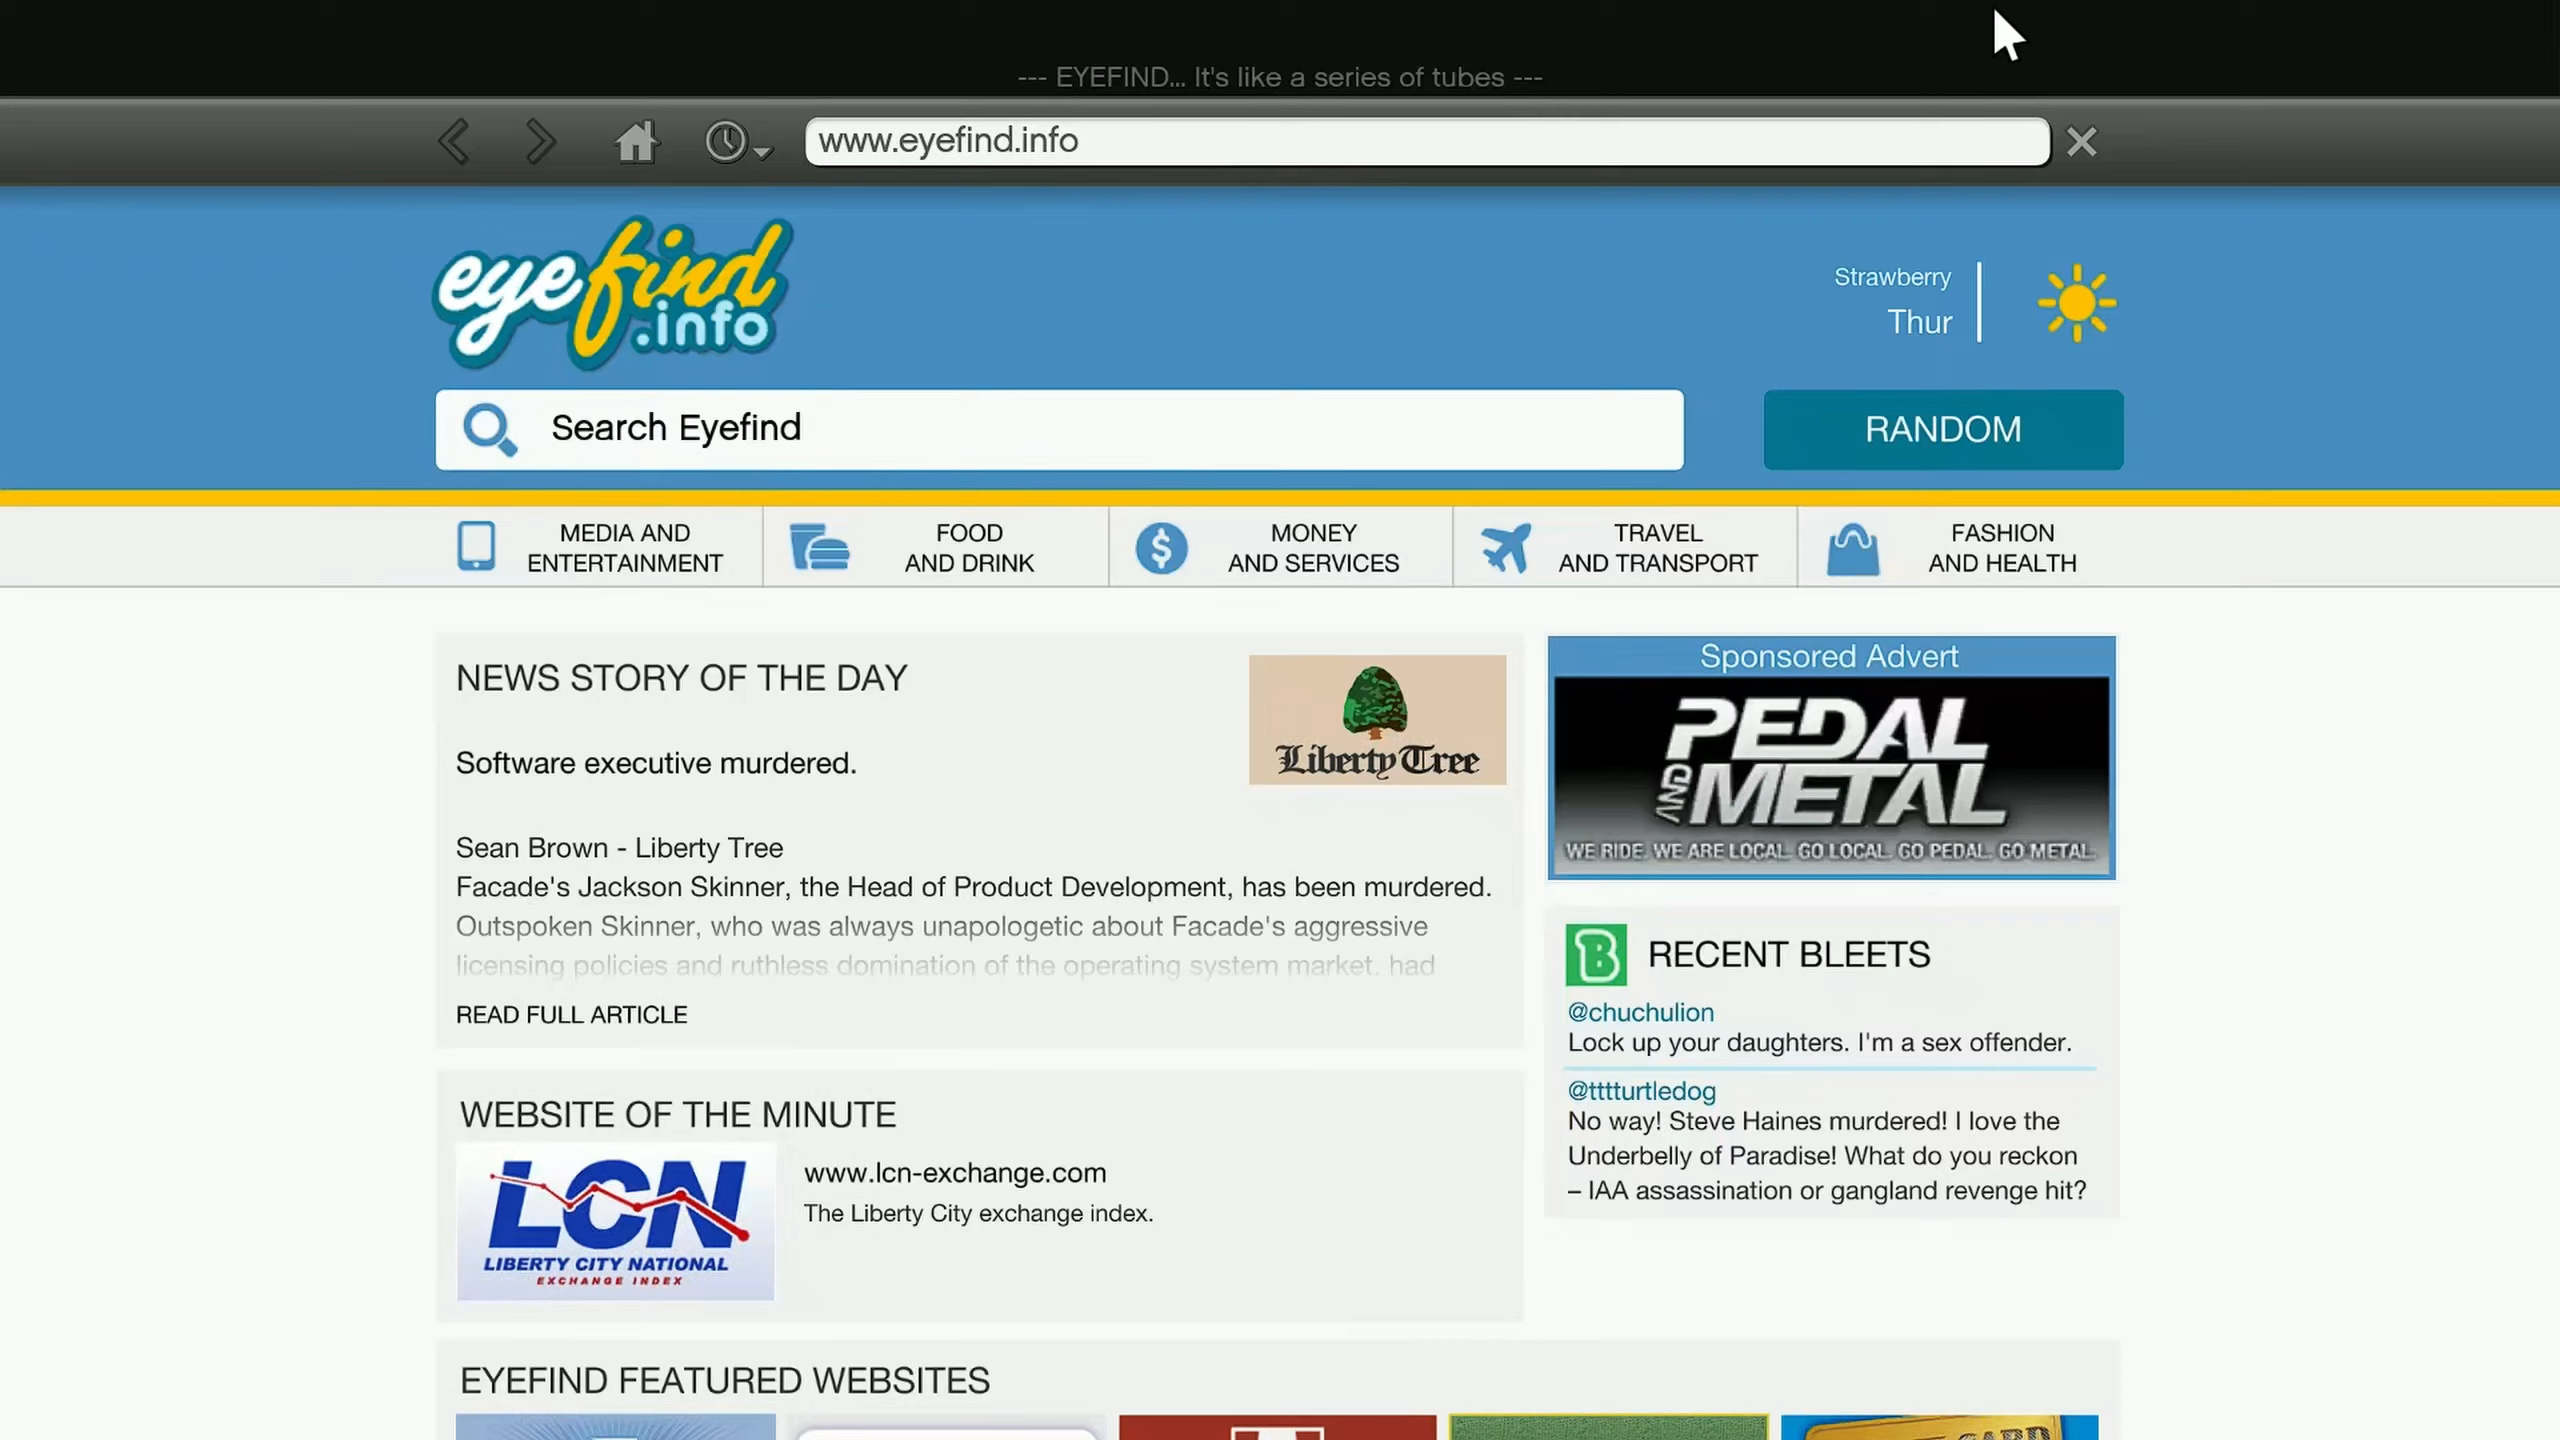 --- EYEFIND... It's like a series of tubes ---
www.eyefind.info
eyefind
.info
Strawberry
Thur
Search Eyefind
RANDOM
MEDIA AND
ENTERTAINMENT
FOOD
AND DRINK
MONEY
AND SERVICES
TRAVEL
AND TRANSPORT
FASHION
AND HEALTH
NEWS STORY OF THE DAY
Liberty Tree
Software executive murdered.
Sean Brown - Liberty Tree
Facade's Jackson Skinner, the Head of Product Development, has been murdered.
Outspoken Skinner, who was always unapologetic about Facade's aggressive
licensing policies and ruthless domination of the operating system market, had
READ FULL ARTICLE
Sponsored Advert
PEDAL
AND METAL
WE RIDE. WE ARE LOCAL. GO LOCAL. GO PEDAL. GO METAL.
B RECENT BLEETS
@chuchulion
Lock up your daughters. I'm a sex offender.
@ttttturtledog
No way! Steve Haines murdered! I love the
Underbelly of Paradise! What do you reckon
– IAA assassination or gangland revenge hit?
WEBSITE OF THE MINUTE
LCN
LIBERTY CITY NATIONAL
EXCHANGE INDEX
www.lcn-exchange.com
The Liberty City exchange index.
EYEFIND FEATURED WEBSITES